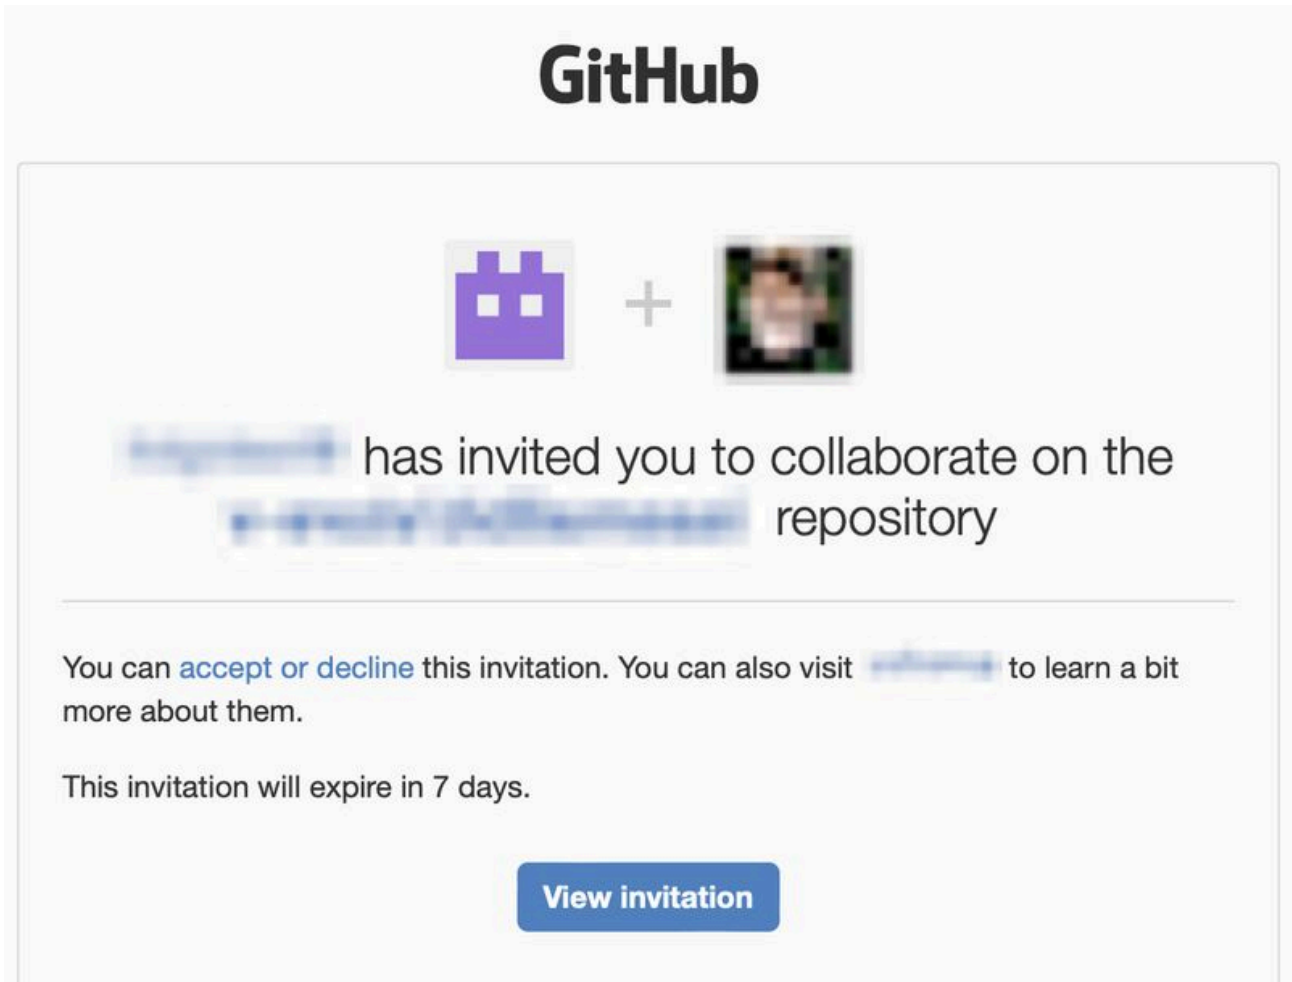 GitHub
has invited you to collaborate on the
repository
You can accept or decline this invitation. You can also visit to learn a bit
more about them.
This invitation will expire in 7 days.
View invitation